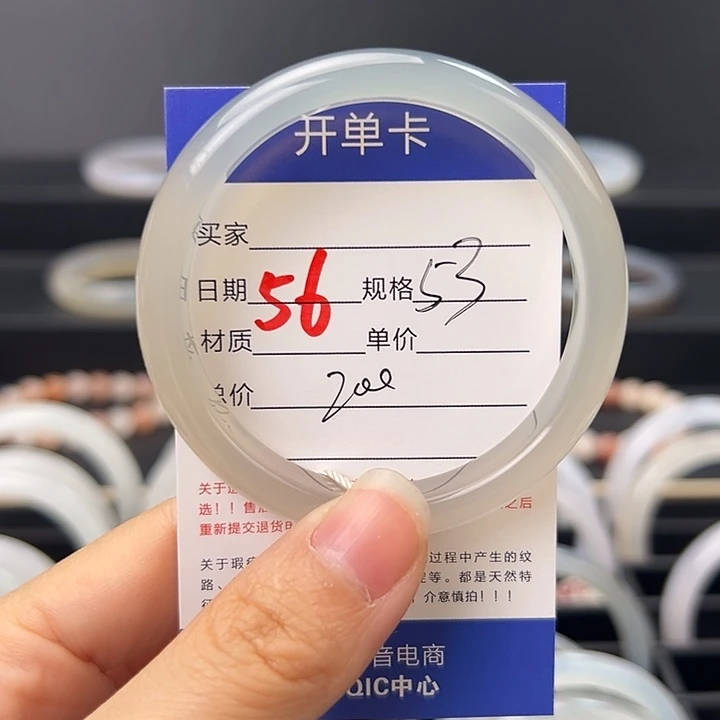 开单卡
买家
日期 56 规格 53
材质 单价
总价 200
关于
选！！售 之后
重新提交退货
关于瑕 过程中产生的纹
路、 等。都是天然特
征 介意慎拍！！！
音电商
QIC中心